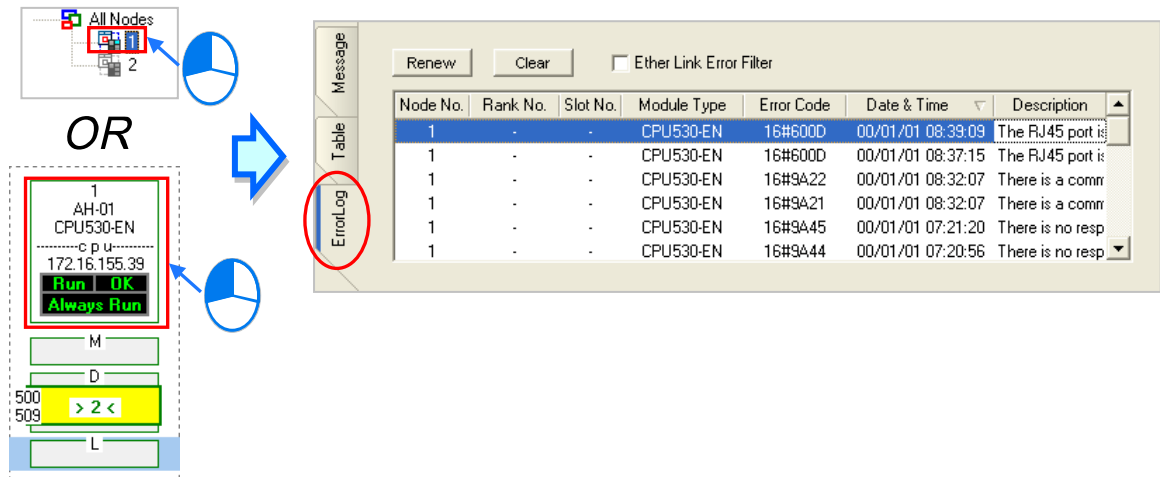 All Nodes
1
2
OR
1
AH-01
CPU530-EN
---------c p u---------
172.16.155.39
Run OK
Always Run
M
D
500
509
> 2 <
L
Message
Table
ErrorLog
Renew Clear Ether Link Error Filter
Node No. Rank No. Slot No. Module Type Error Code Date & Time Description
1 - - CPU530-EN 16#600D 00/01/01 08:39:09 The RJ45 port is
1 - - CPU530-EN 16#600D 00/01/01 08:37:15 The RJ45 port is
1 - - CPU530-EN 16#9A22 00/01/01 08:32:07 There is a comm
1 - - CPU530-EN 16#9A21 00/01/01 08:32:07 There is a comm
1 - - CPU530-EN 16#9A45 00/01/01 07:21:20 There is no resp
1 - - CPU530-EN 16#9A44 00/01/01 07:20:56 There is no resp